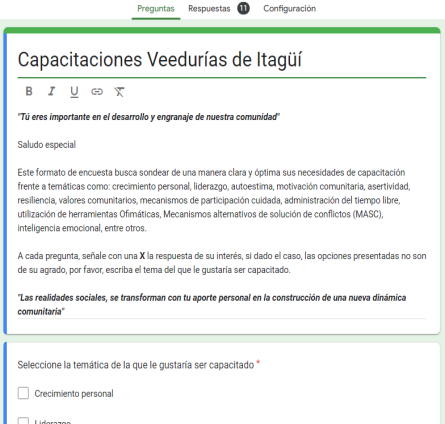 Preguntas Respuestas 11 Configuración
Capacitaciones Veedurías de Itagüí
B I U
"Tú eres importante en el desarrollo y engranaje de nuestra comunidad"
Saludo especial
Este formato de encuesta busca sondear de una manera clara y óptima sus necesidades de capacitación
frente a temáticas como: crecimiento personal, liderazgo, autoestima, motivación comunitaria, asertividad,
resiliencia, valores comunitarios, mecanismos de participación cuidada, administración del tiempo libre,
utilización de herramientas Ofimáticas, Mecanismos alternativos de solución de conflictos (MASC),
inteligencia emocional, entre otros.
A cada pregunta, señale con una X la respuesta de su interés, si dado el caso, las opciones presentadas no son
de su agrado, por favor, escriba el tema del que le gustaría ser capacitado.
"Las realidades sociales, se transforman con tu aporte personal en la construcción de una nueva dinámica
comunitaria"
Seleccione la temática de la que le gustaría ser capacitado *
Crecimiento personal
Liderazgo